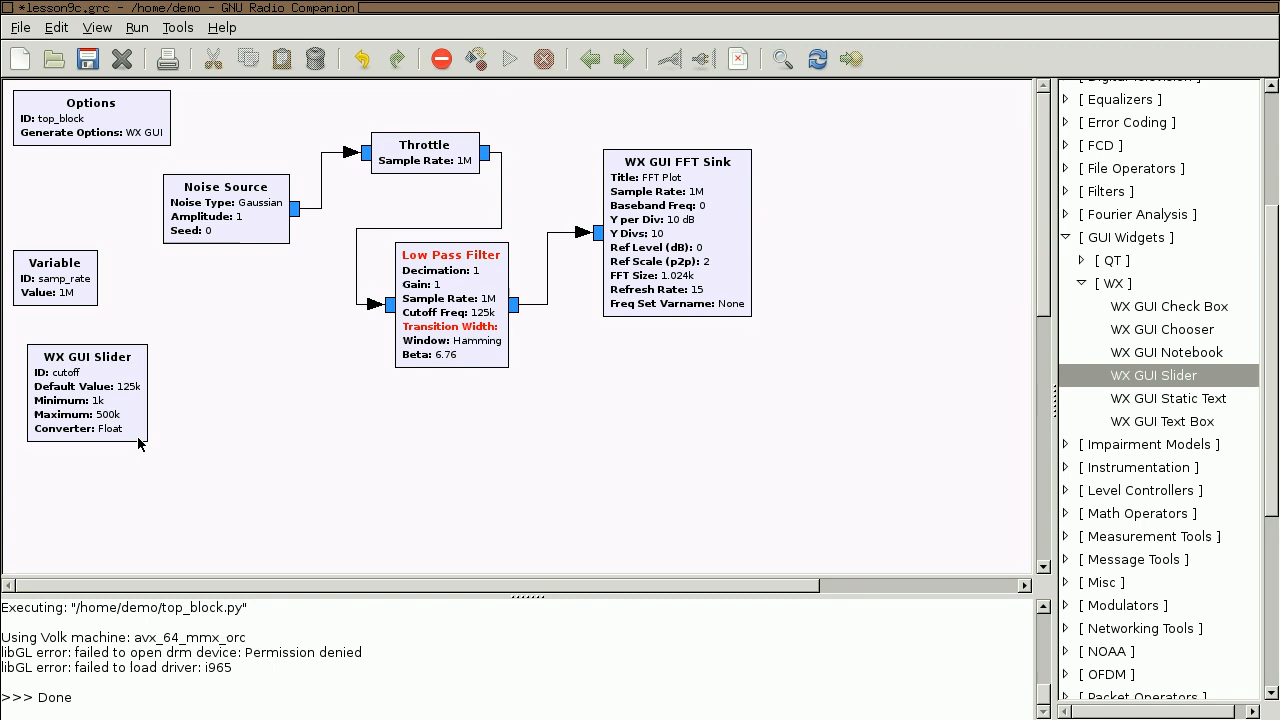 *lesson9c.grc - /home/demo - GNU Radio Companion
File Edit View Run Tools Help
Options
ID: top_block
Generate Options: WX GUI
Noise Source
Noise Type: Gaussian
Amplitude: 1
Seed: 0
Throttle
Sample Rate: 1M
WX GUI FFT Sink
Title: FFT Plot
Sample Rate: 1M
Baseband Freq: 0
Y per Div: 10 dB
Y Divs: 10
Ref Level (dB): 0
Ref Scale (p2p): 2
FFT Size: 1.024k
Refresh Rate: 15
Freq Set Varname: None
Variable
ID: samp_rate
Value: 1M
Low Pass Filter
Decimation: 1
Gain: 1
Sample Rate: 1M
Cutoff Freq: 125k
Transition Width:
Window: Hamming
Beta: 6.76
WX GUI Slider
ID: cutoff
Default Value: 125k
Minimum: 1k
Maximum: 500k
Converter: Float
[ Digital Television ]
[ Equalizers ]
[ Error Coding ]
[ FCD ]
[ File Operators ]
[ Filters ]
[ Fourier Analysis ]
[ GUI Widgets ]
[ QT ]
[ WX ]
WX GUI Check Box
WX GUI Chooser
WX GUI Notebook
WX GUI Slider
WX GUI Static Text
WX GUI Text Box
[ Impairment Models ]
[ Instrumentation ]
[ Level Controllers ]
[ Math Operators ]
[ Measurement Tools ]
[ Message Tools ]
[ Misc ]
[ Modulators ]
[ Networking Tools ]
[ NOAA ]
[ OFDM ]
[ Packet Operators ]
Executing: "/home/demo/top_block.py"
Using Volk machine: avx_64_mmx_orc
libGL error: failed to open drm device: Permission denied
libGL error: failed to load driver: i965
>>> Done